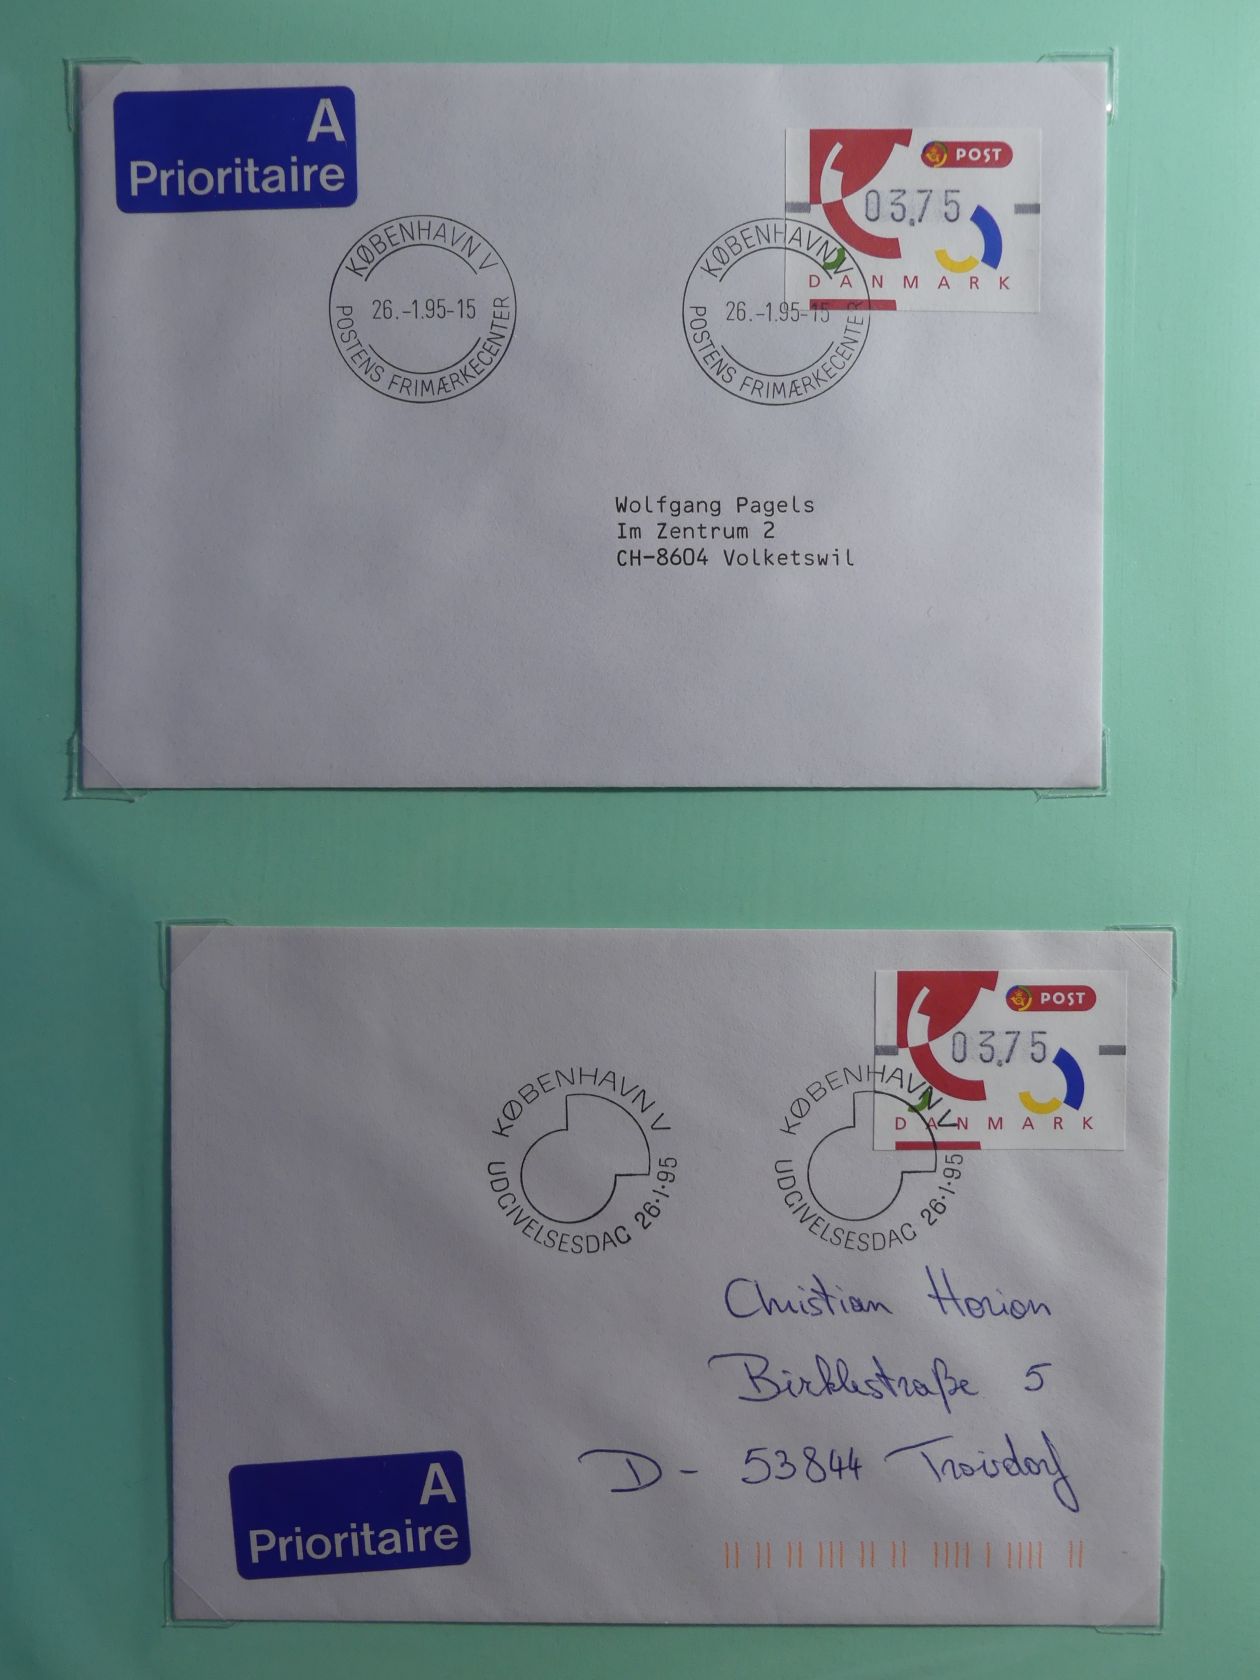 A
Prioritaire
POST
03.75
DANMARK
KØBENHAVN V
26.-1.95-15
POSTENS FRIMÆRKECENTER
KØBENHAVN V
26.-1.95-15
POSTENS FRIMÆRKECENTER
Wolfgang Pagels
Im Zentrum 2
CH-8604 Volketswil
POST
03.75
DANMARK
KØBENHAVN V
UDGIVELSESDAG 26·1·95
KØBENHAVN V
UDGIVELSESDAG 26·1·95
Christian Horion
Birklestraße 5
D - 53844 Troisdorf
A
Prioritaire